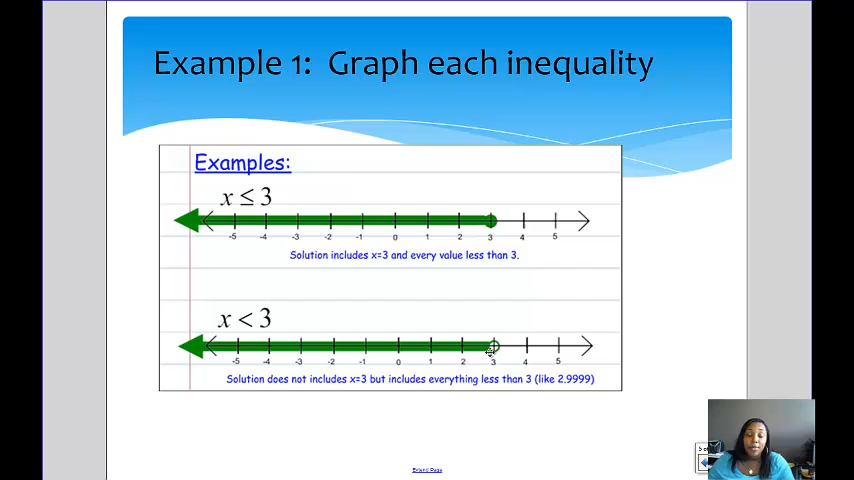 Example 1: Graph each inequality
Examples:
x ≤ 3
-5 -4 -3 -2 -1 0 1 2 3 4 5
Solution includes x=3 and every value less than 3.
x < 3
-5 -4 -3 -2 -1 0 1 2 3 4 5
Solution does not includes x=3 but includes everything less than 3 (like 2.9999)
Extend Page